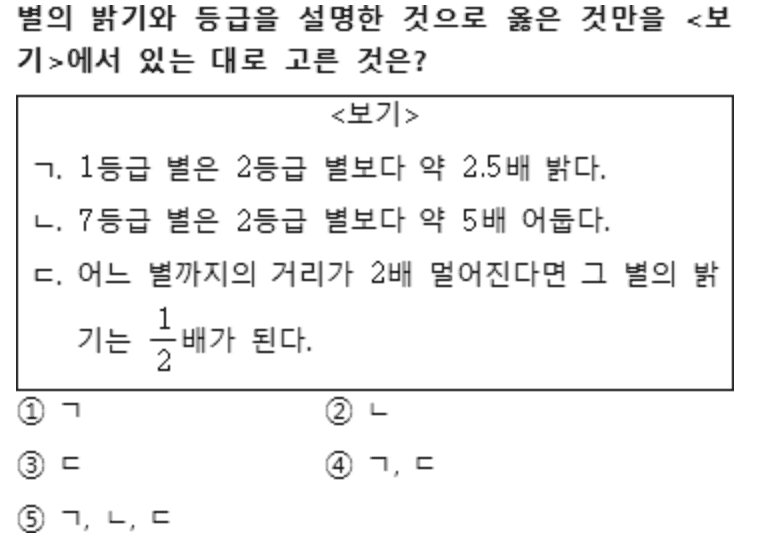 별의 밝기와 등급을 설명한 것으로 옳은 것만을 <보
기>에서 있는 대로 고른 것은?
<보기>
ㄱ. 1등급 별은 2등급 별보다 약 2.5배 밝다.
ㄴ. 7등급 별은 2등급 별보다 약 5배 어둡다.
ㄷ. 어느 별까지의 거리가 2배 멀어진다면 그 별의 밝
기는 1/2배가 된다.
① ㄱ ② ㄴ
③ ㄷ ④ ㄱ, ㄷ
⑤ ㄱ, ㄴ, ㄷ